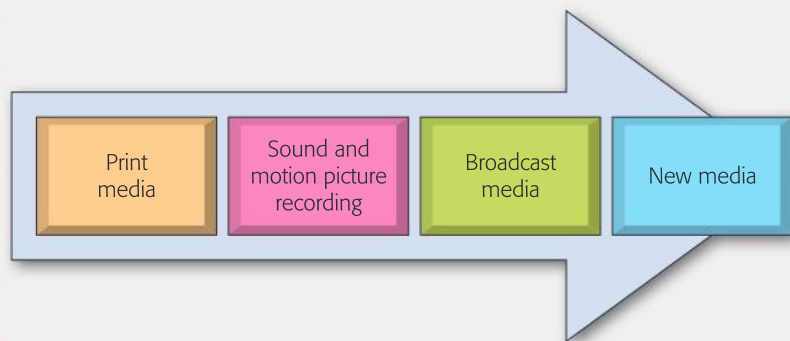 Print
media
Sound and
motion picture
recording
Broadcast
media
New media